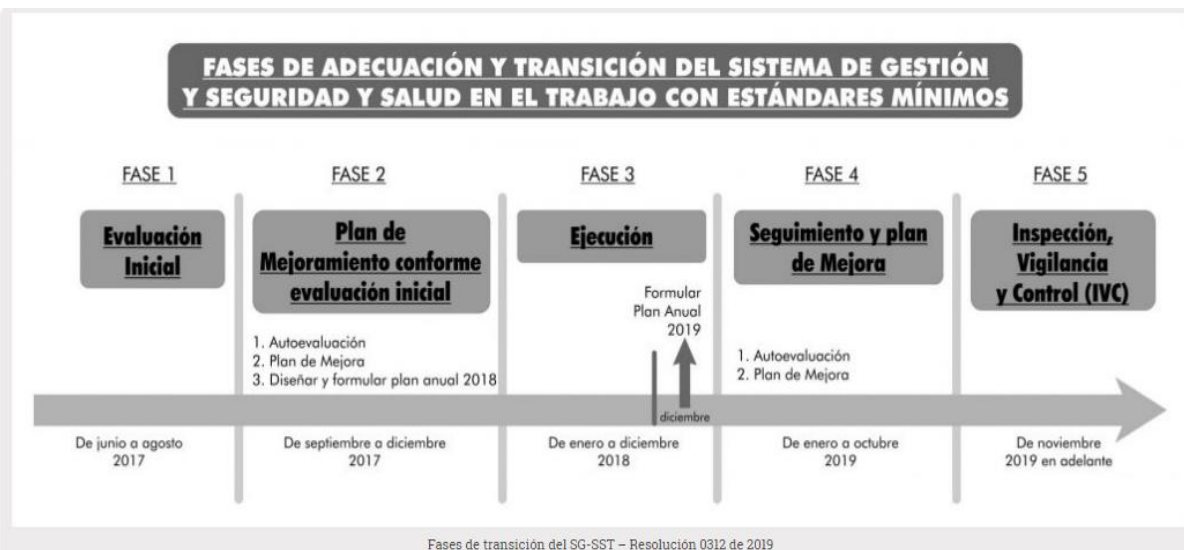 FASES DE ADECUACIÓN Y TRANSICIÓN DEL SISTEMA DE GESTIÓN
Y SEGURIDAD Y SALUD EN EL TRABAJO CON ESTÁNDARES MÍNIMOS
FASE 1
Evaluación
Inicial
De junio a agosto
2017
FASE 2
Plan de
Mejoramiento conforme
evaluación inicial
1. Autoevaluación
2. Plan de Mejora
3. Diseñar y formular plan anual 2018
De septiembre a diciembre
2017
FASE 3
Ejecución
Formular
Plan Anual
2019
diciembre
De enero a diciembre
2018
FASE 4
Seguimiento y plan
de Mejora
1. Autoevaluación
2. Plan de Mejora
De enero a octubre
2019
FASE 5
Inspección,
Vigilancia
y Control (IVC)
De noviembre
2019 en adelante
Fases de transición del SG-SST – Resolución 0312 de 2019